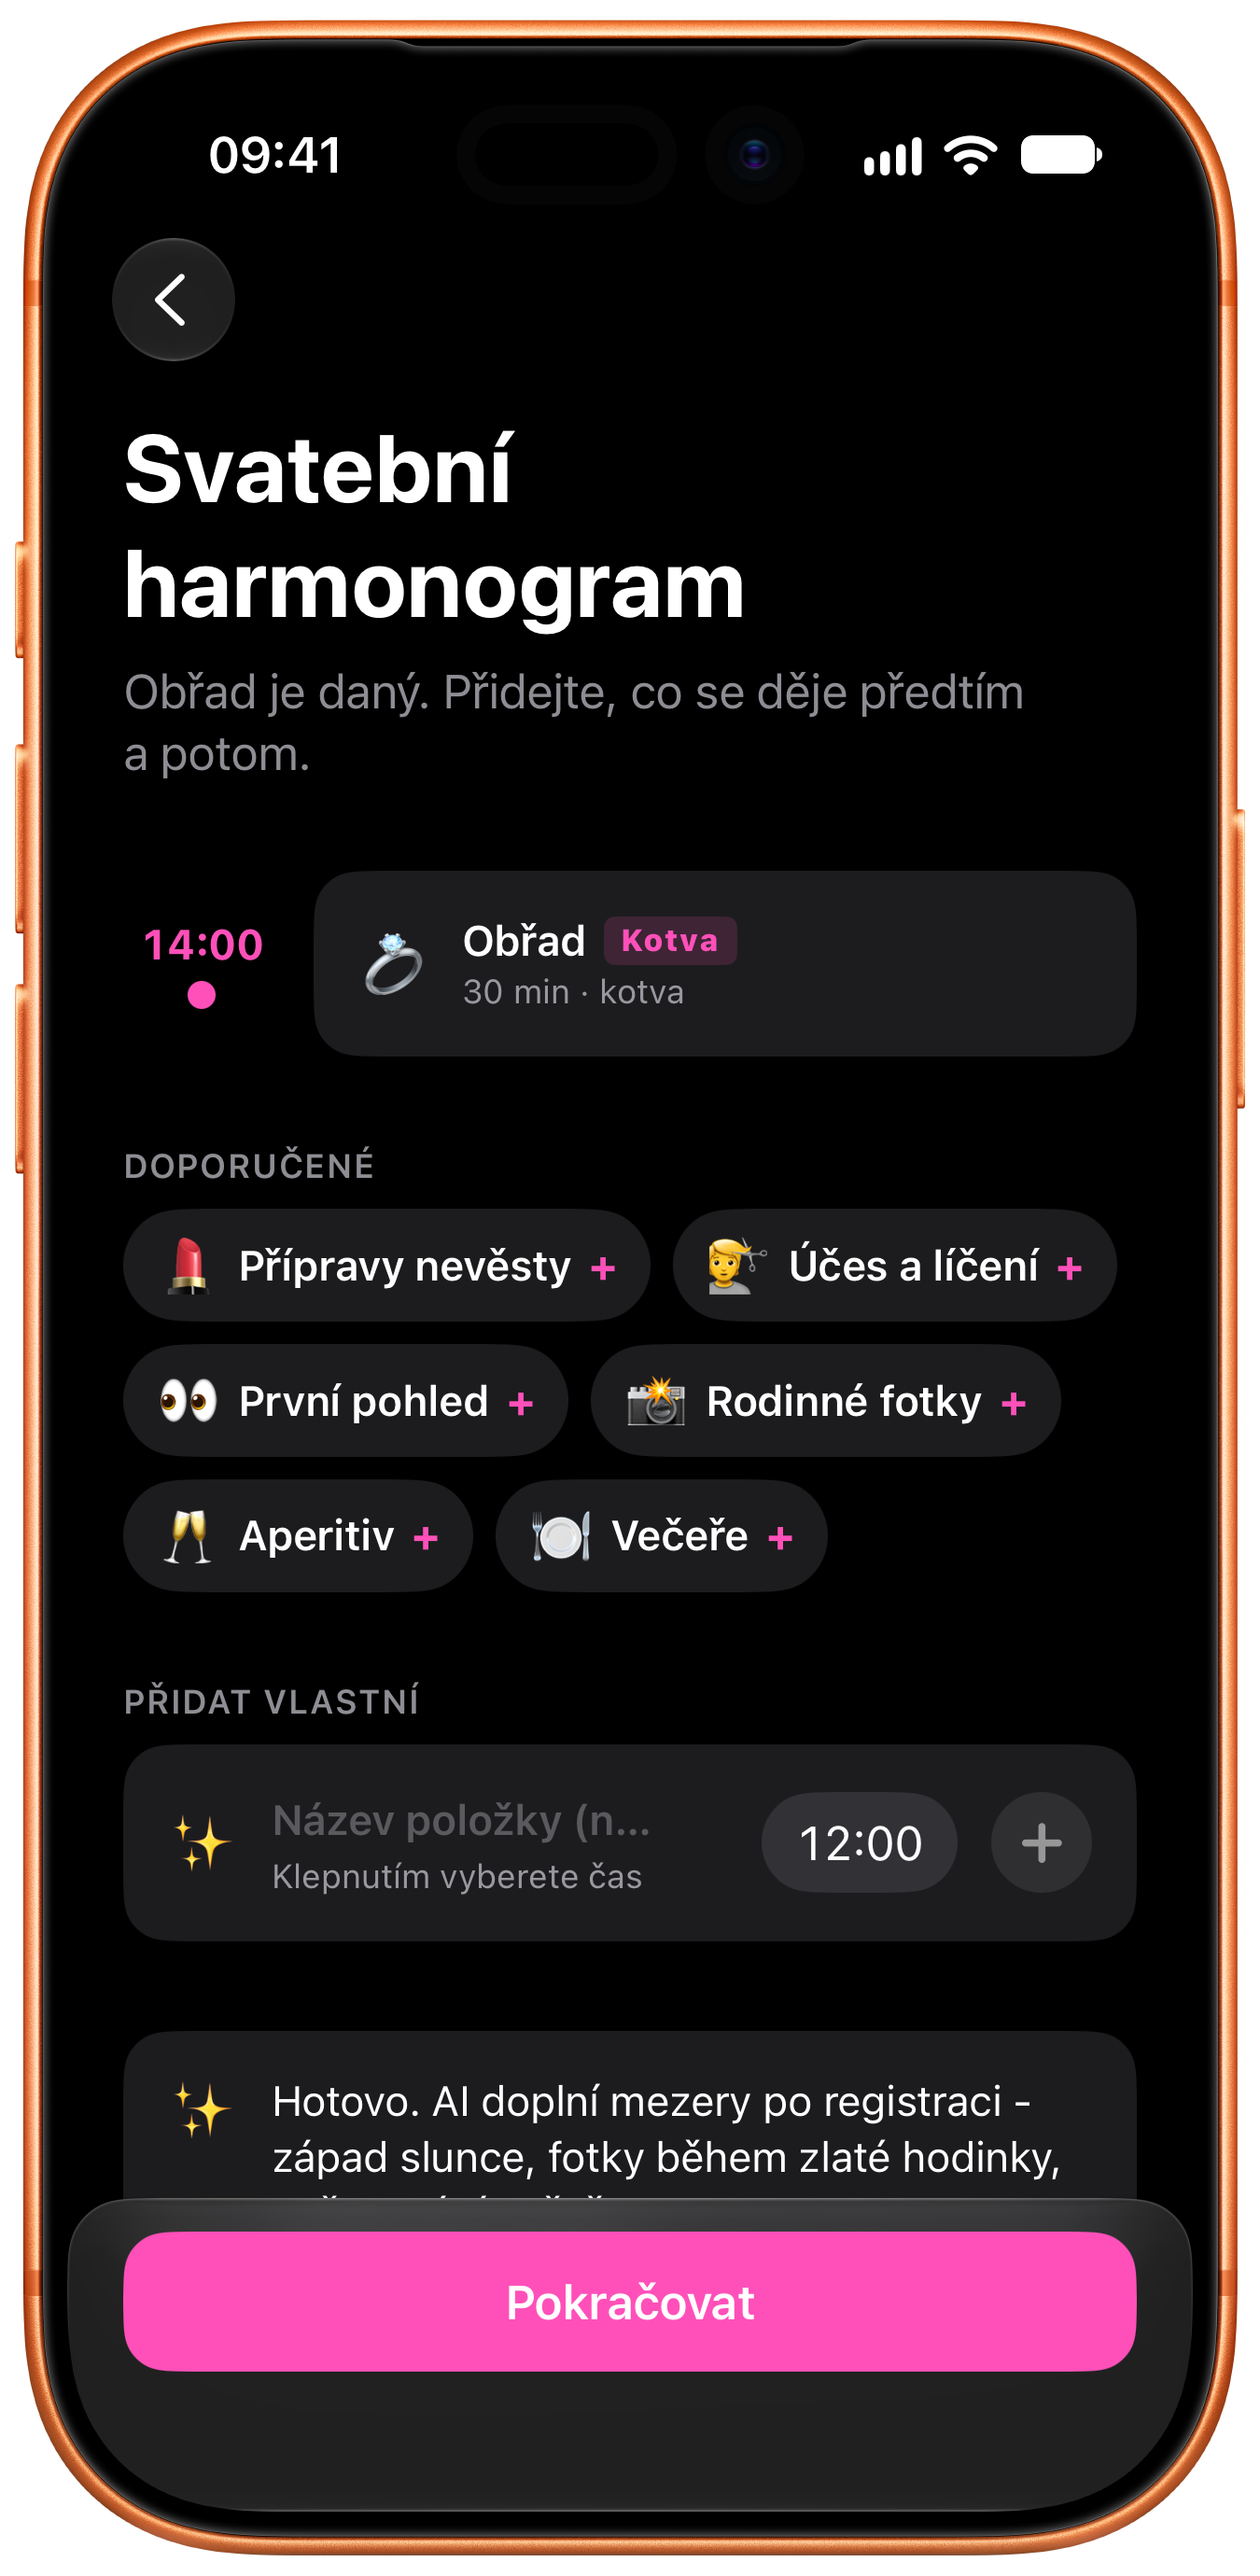 09:41
Svatební
harmonogram
Obřad je daný. Přidejte, co se děje předtím
a potom.
14:00
Obřad Kotva
30 min · kotva
DOPORUČENÉ
Přípravy nevěsty +
Účes a líčení +
První pohled +
Rodinné fotky +
Aperitiv +
Večeře +
PŘIDAT VLASTNÍ
Název položky (n...
Klepnutím vyberete čas
12:00
Hotovo. AI doplní mezery po registraci -
západ slunce, fotky během zlaté hodinky,
Pokračovat